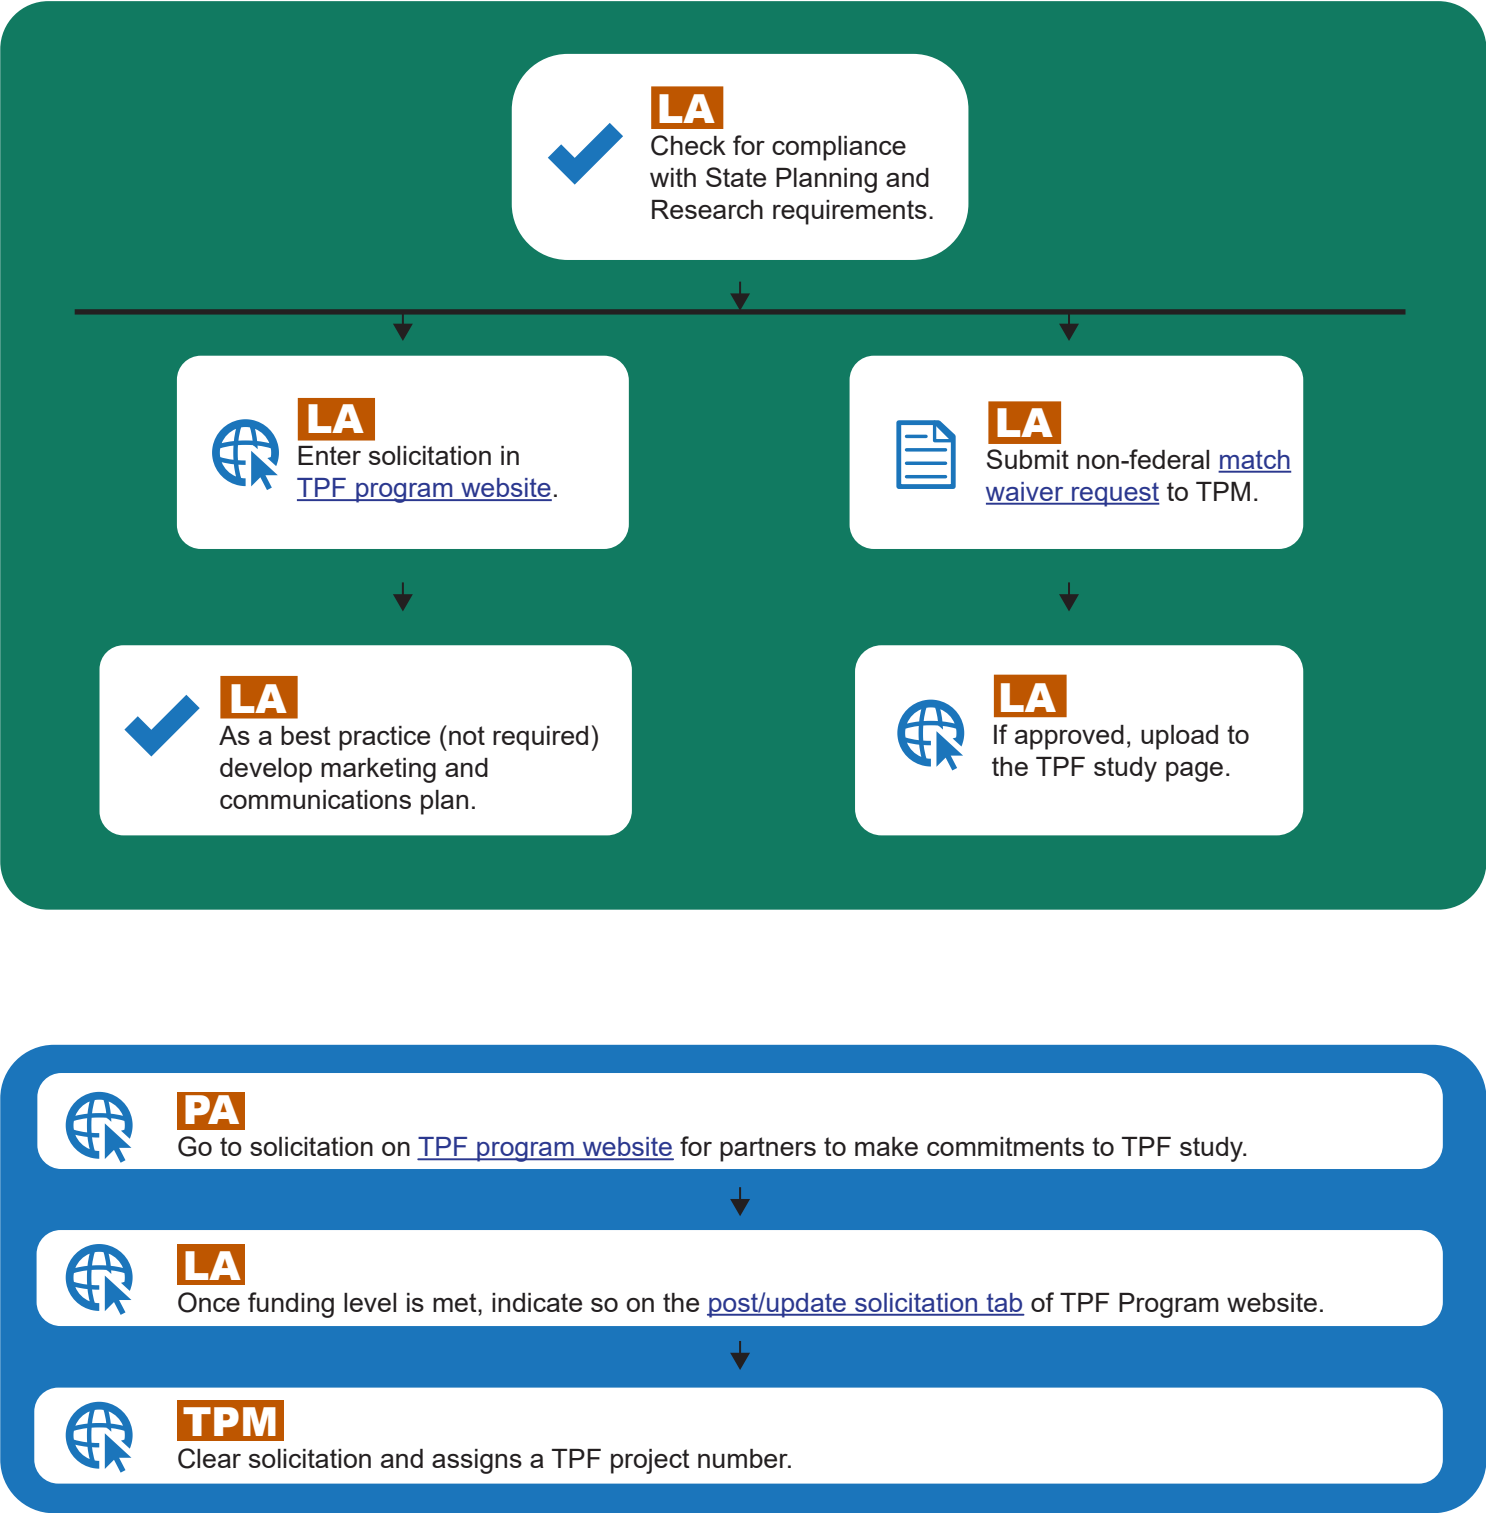 LA
Check for compliance
with State Planning and
Research requirements.
LA
Enter solicitation in
TPF program website.
LA
Submit non-federal match
waiver request to TPM.
LA
As a best practice (not required)
develop marketing and
communications plan.
LA
If approved, upload to
the TPF study page.
PA
Go to solicitation on TPF program website for partners to make commitments to TPF study.
LA
Once funding level is met, indicate so on the post/update solicitation tab of TPF Program website.
TPM
Clear solicitation and assigns a TPF project number.